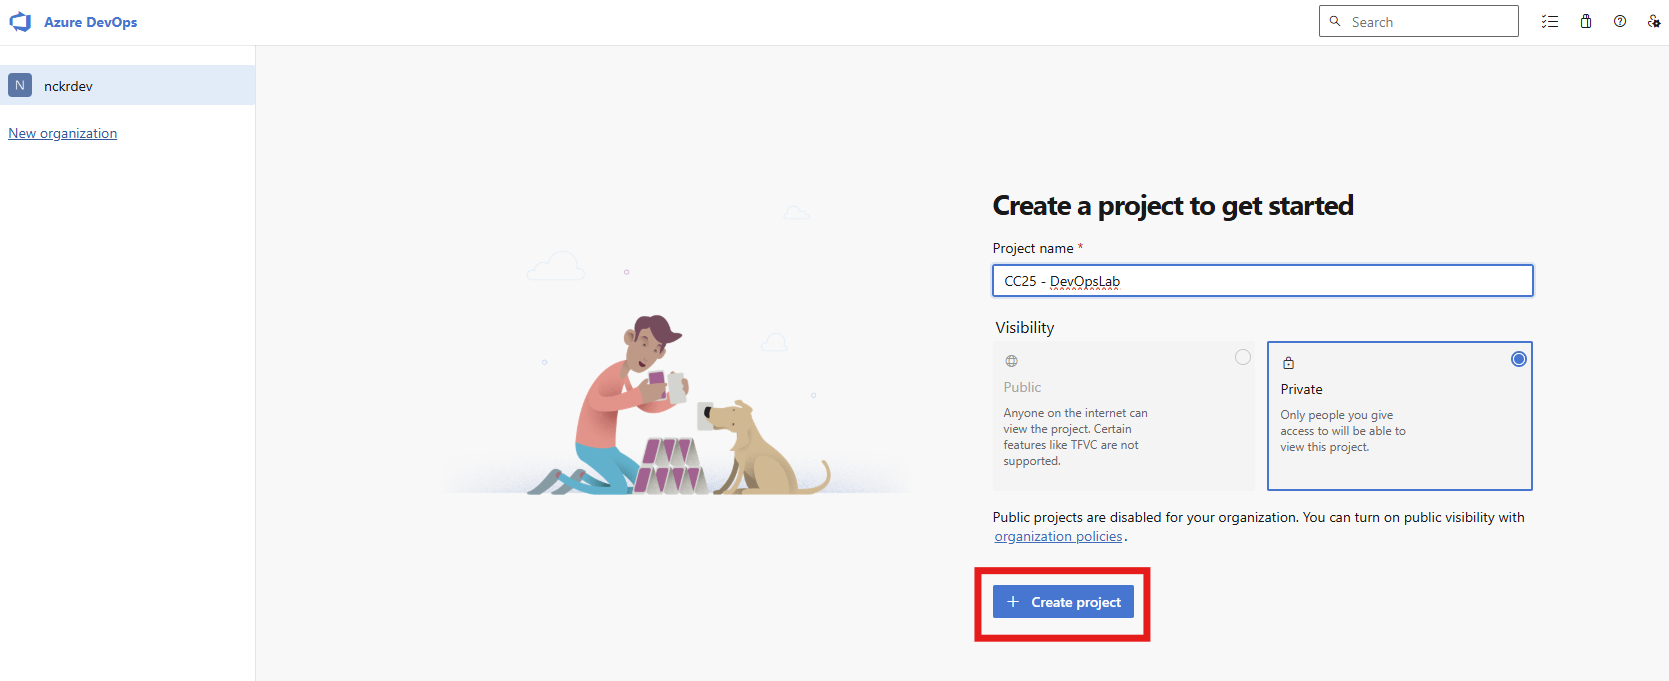 Azure DevOps
Search
N
nckrdev
New organization
Create a project to get started
Project name *
CC25 - DevOpsLab
Visibility
Public
Anyone on the internet can
view the project. Certain
features like TFVC are not
supported.
Private
Only people you give
access to will be able to
view this project.
Public projects are disabled for your organization. You can turn on public visibility with
organization policies.
+ Create project